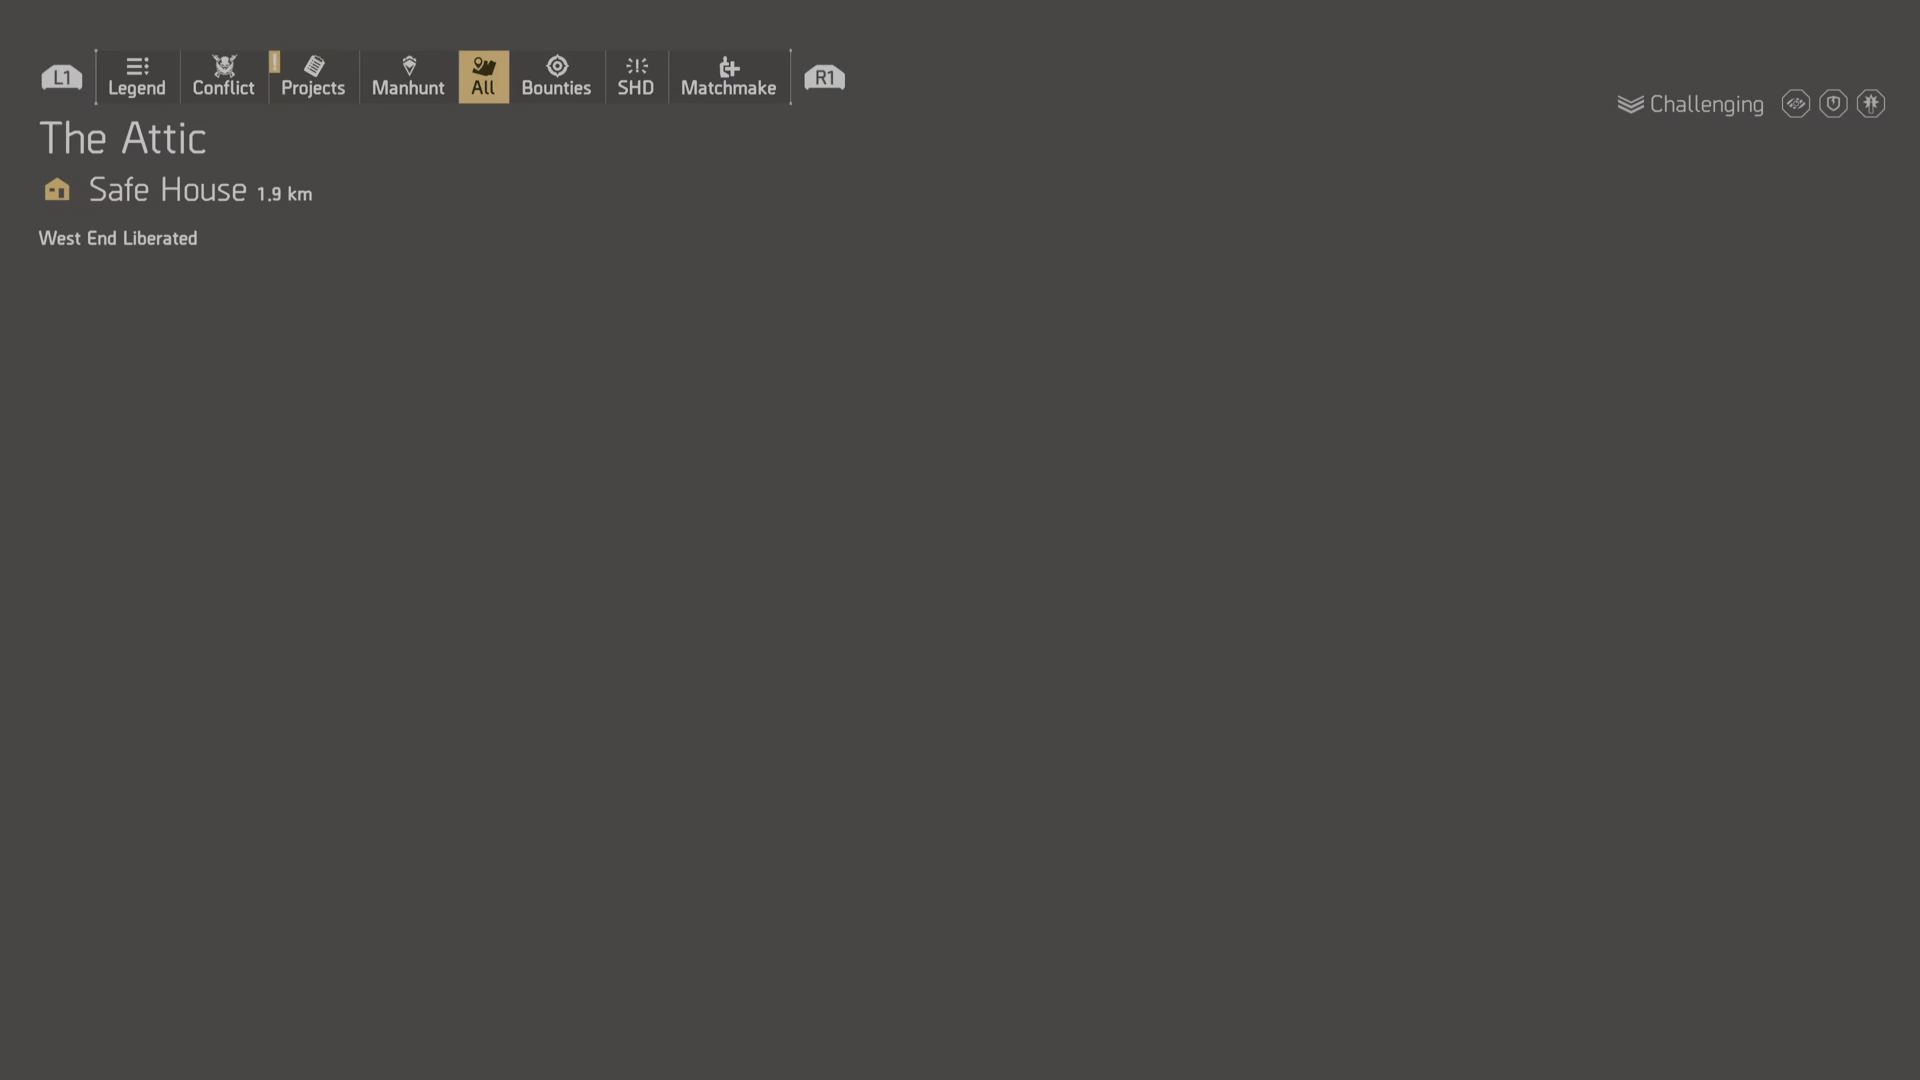 L1 Legend Conflict Projects Manhunt All Bounties SHD Matchmake R1
Challenging
The Attic
Safe House 1.9 km
West End Liberated